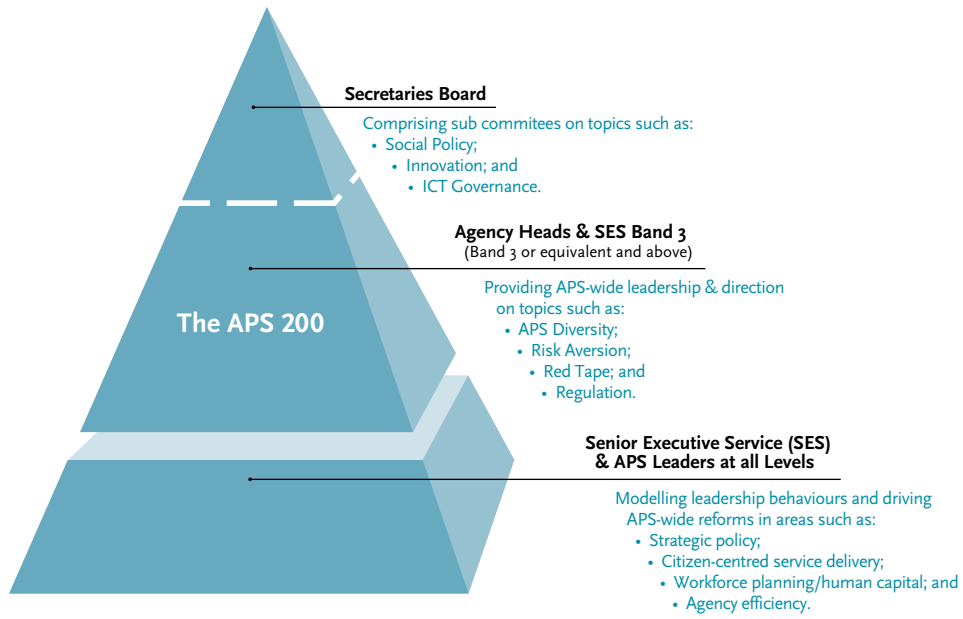 Secretaries Board
Comprising sub commitees on topics such as:
• Social Policy;
• Innovation; and
• ICT Governance.
Agency Heads & SES Band 3
(Band 3 or equivalent and above)
Providing APS-wide leadership & direction
on topics such as:
• APS Diversity;
• Risk Aversion;
• Red Tape; and
• Regulation.
The APS 200
Senior Executive Service (SES)
& APS Leaders at all Levels
Modelling leadership behaviours and driving
APS-wide reforms in areas such as:
• Strategic policy;
• Citizen-centred service delivery;
• Workforce planning/human capital; and
• Agency efficiency.